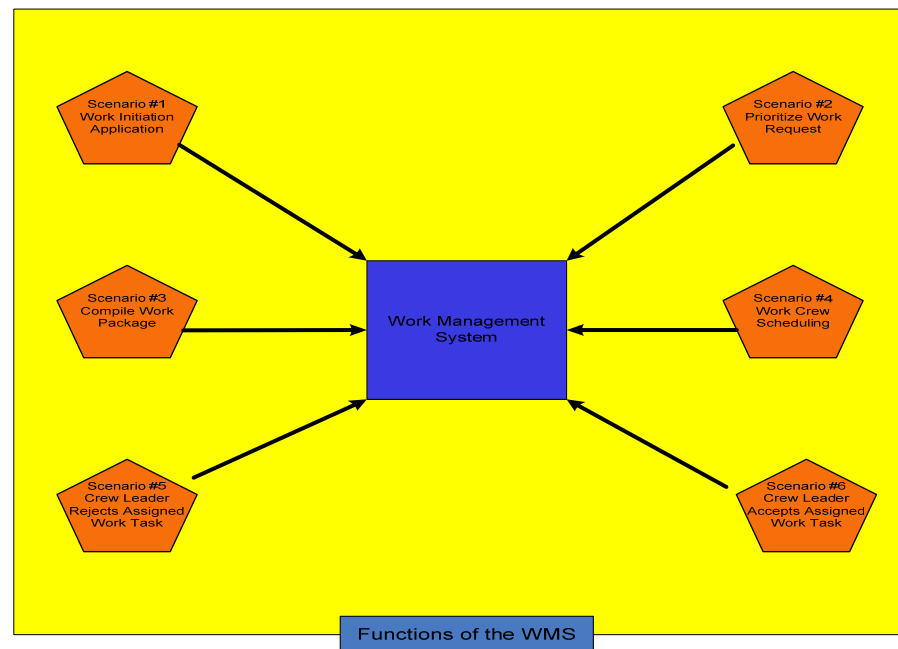 Scenario #1
Work Initiation
Application
Scenario #2
Prioritize Work
Request
Scenario #3
Compile Work
Package
Work Management
System
Scenario #4
Work Crew
Scheduling
Scenario #5
Crew Leader
Rejects Assigned
Work Task
Scenario #6
Crew Leader
Accepts Assigned
Work Task
Functions of the WMS